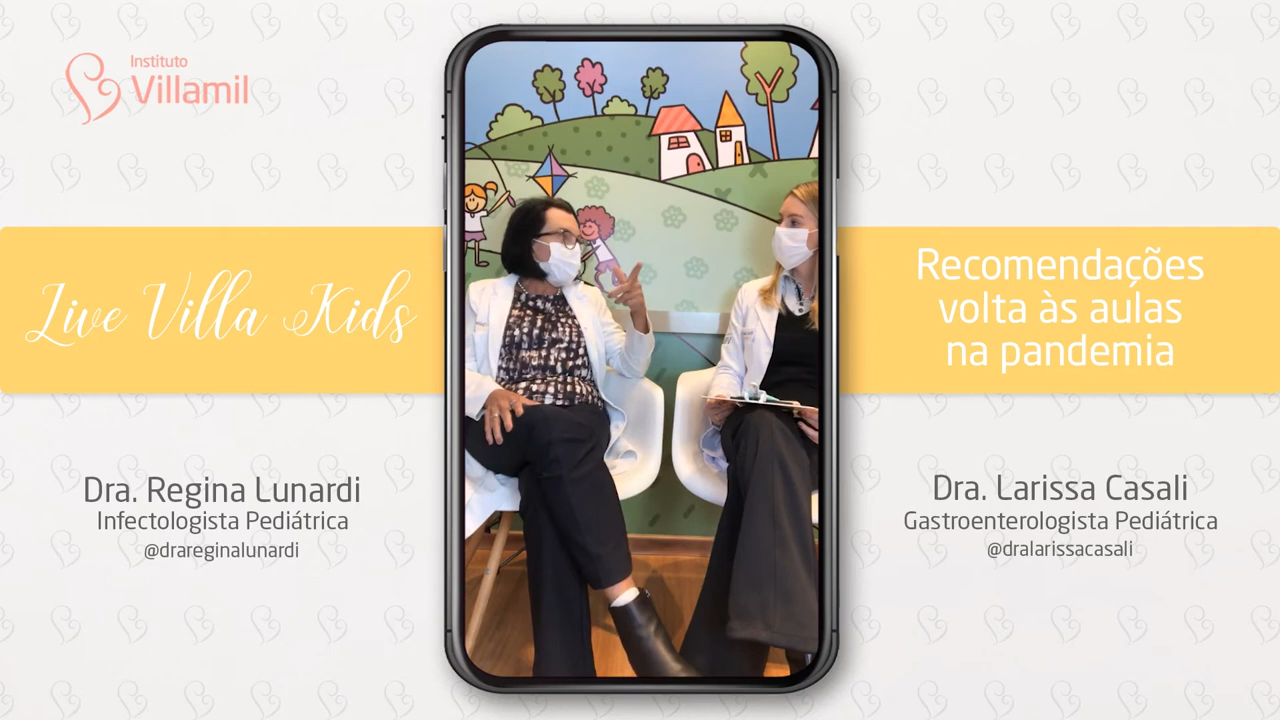 Instituto
Villamil
Live Villa Kids
Recomendações
volta às aulas
na pandemia
Dra. Regina Lunardi
Infectologista Pediátrica
@drareginalunardi
Dra. Larissa Casali
Gastroenterologista Pediátrica
@dralarissacasali